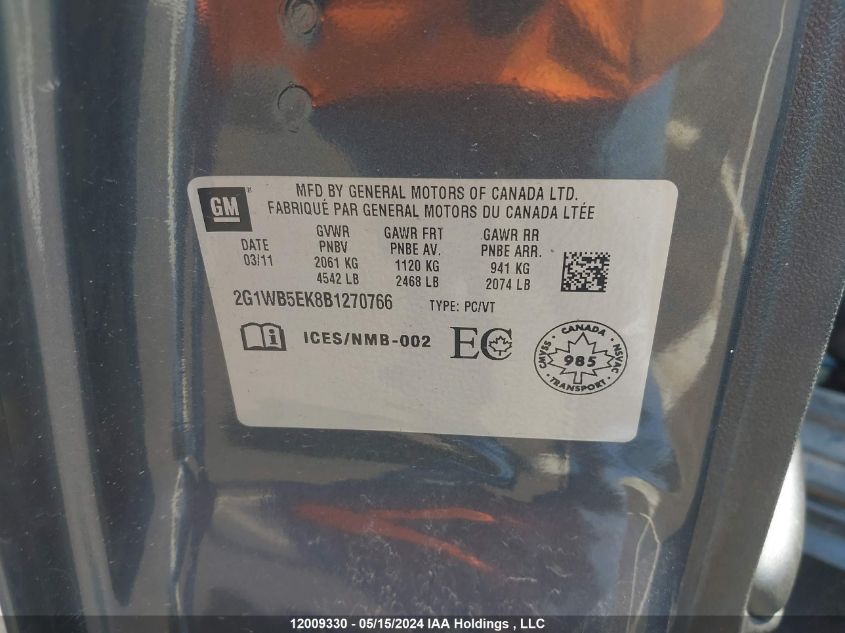 GM
MFD BY GENERAL MOTORS OF CANADA LTD.
FABRIQUÉ PAR GENERAL MOTORS DU CANADA LTÉE
DATE GVWR GAWR FRT GAWR RR
03/11 PNBV PNBE AV. PNBE ARR.
2061 KG 1120 KG 941 KG
4542 LB 2468 LB 2074 LB
2G1WB5EK8B1270766 TYPE: PC/VT
i ICES/NMB-002 EC
CANADA
CMVSS 985 NSVAC
TRANSPORT
12009330 - 05/15/2024 IAA Holdings , LLC